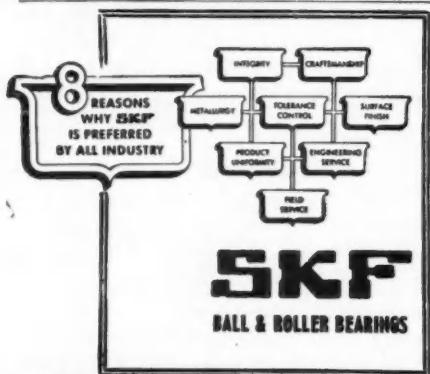 8
REASONS
WHY SKF
IS PREFERRED
BY ALL INDUSTRY
INTEGRITY
CRAFTSMANSHIP
METALLURGY
TOLERANCE
CONTROL
SURFACE
FINISH
PRODUCT
UNIFORMITY
ENGINEERING
SERVICE
FIELD
SERVICE
SKF
BALL & ROLLER BEARINGS